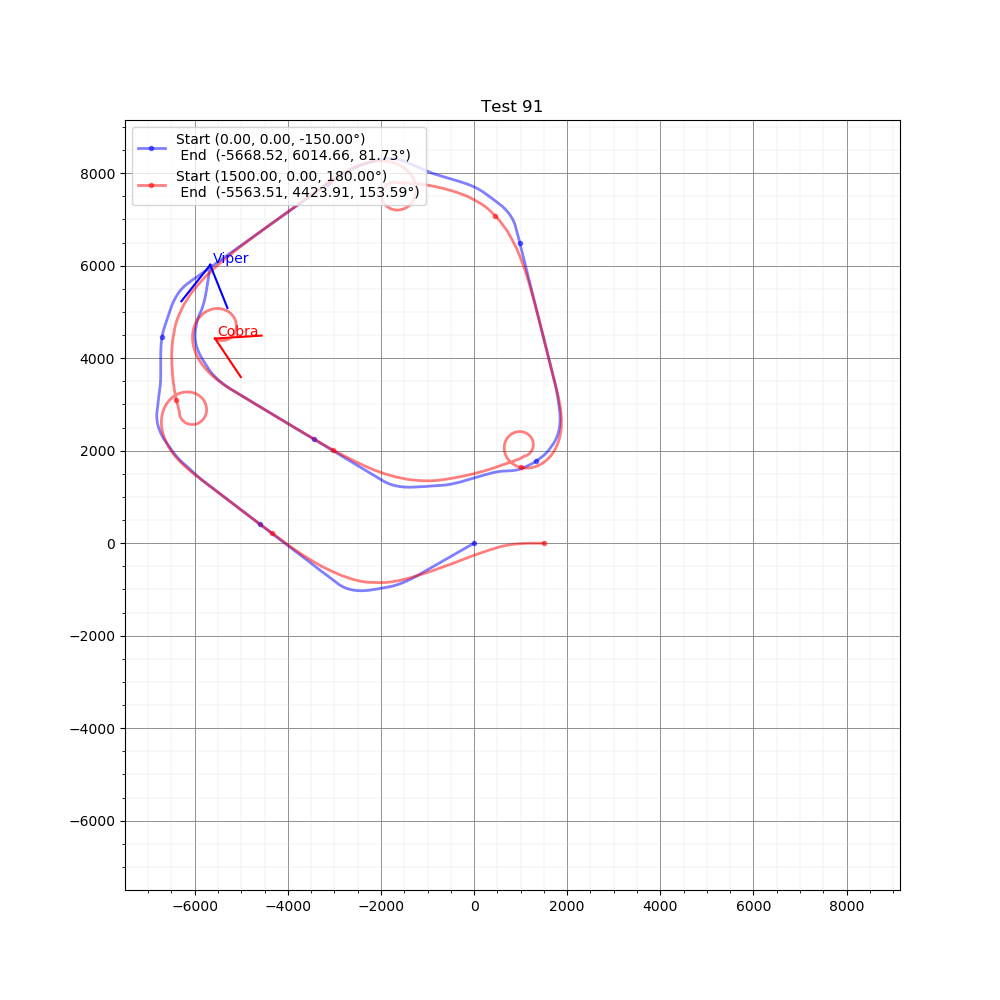 Test 91
Start (0.00, 0.00, -150.00°)
End (-5668.52, 6014.66, 81.73°)
Start (1500.00, 0.00, 180.00°)
End (-5563.51, 4423.91, 153.59°)
Viper
Cobra
8000
6000
4000
2000
0
−2000
−4000
−6000
−6000 −4000 −2000 0 2000 4000 6000 8000